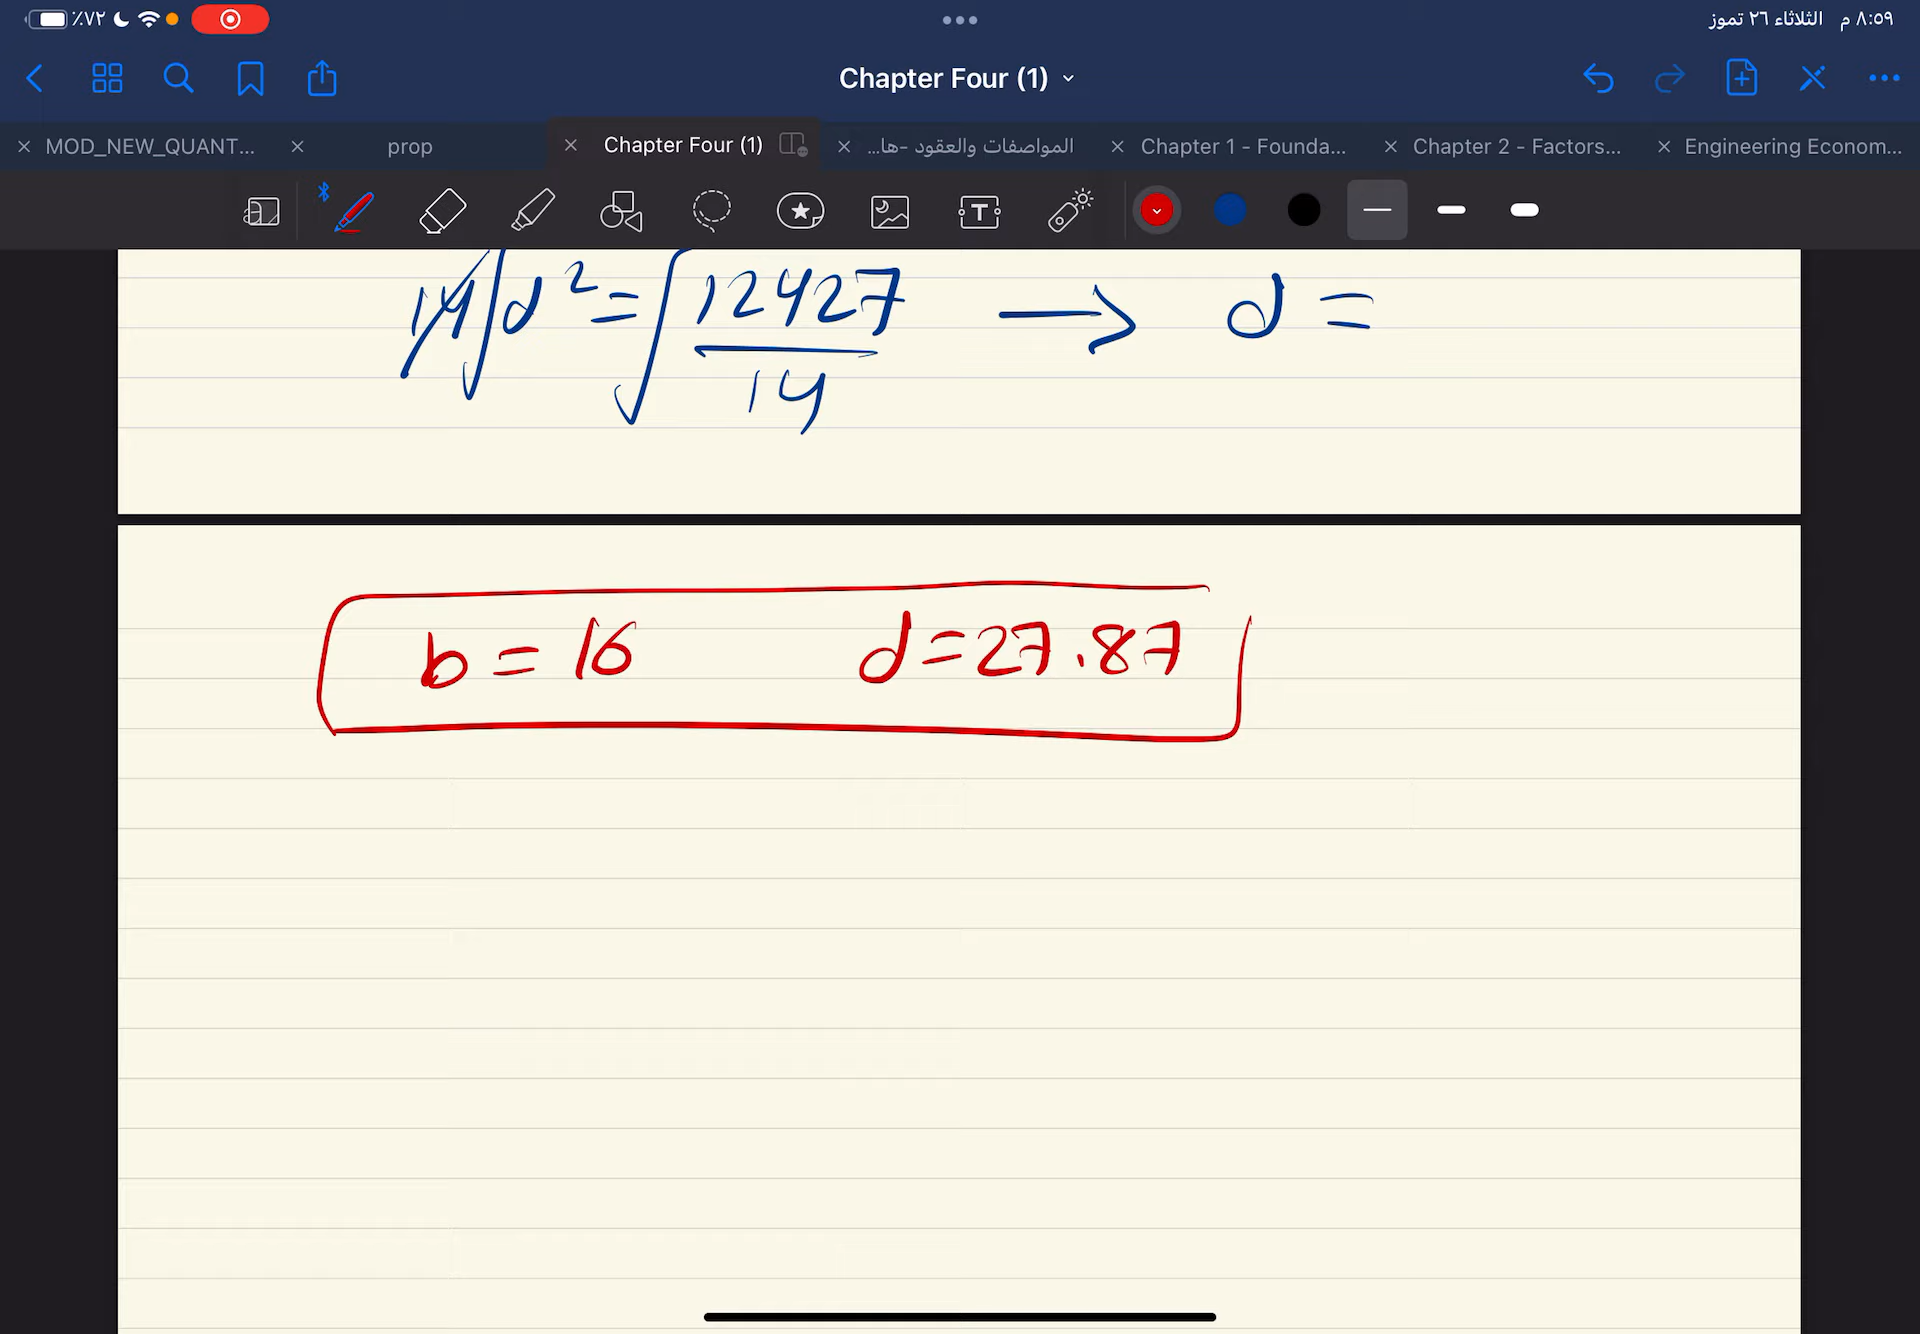 ٪٧٢ الثلاثاء ٢٦ تموز ٨:٥٩ م
Chapter Four (1)
MOD_NEW_QUANT... prop Chapter Four (1) المواصفات والعقود -ها... Chapter 1 - Founda... Chapter 2 - Factors... Engineering Econom...
T
14 d² = √12427/14 → d =
b = 16 d = 27.87